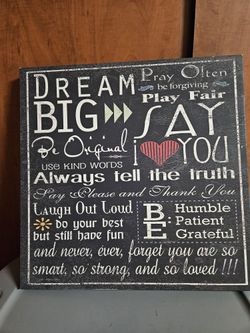 DREAM
BIG
Pray Often
be forgiving
Play Fair
Be Original
USE KIND WORDS
SAY
I
YOU
Always tell the truth
Say Please and Thank You
Laugh Out Loud
do your best
but still have fun
BE:
Humble
Patient
Grateful
and never, ever, forget you are so
smart, so strong, and so loved !!!